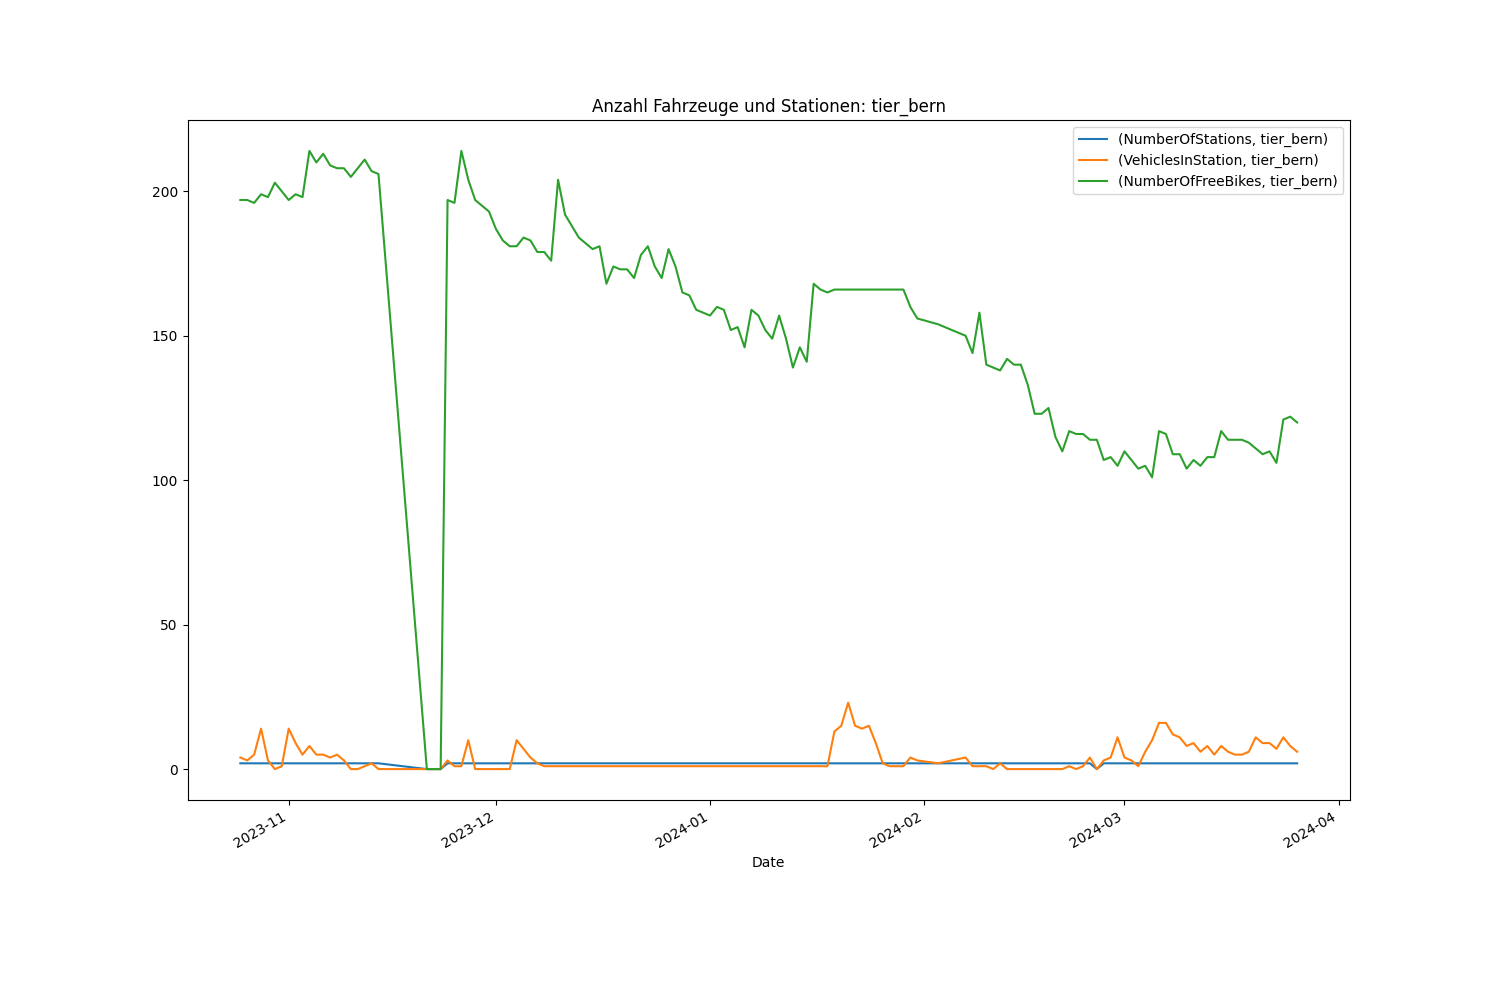 Anzahl Fahrzeuge und Stationen: tier_bern
(NumberOfStations, tier_bern)
(VehiclesInStation, tier_bern)
(NumberOfFreeBikes, tier_bern)
200
150
100
50
0
2023-11
2023-12
2024-01
2024-02
2024-03
2024-04
Date